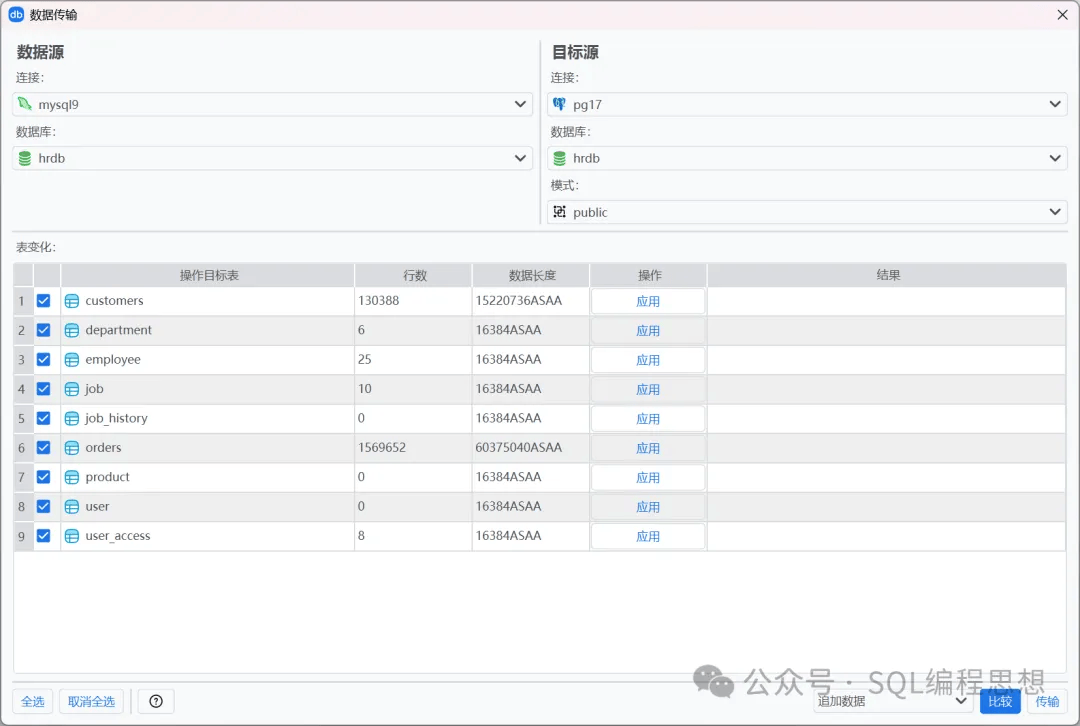 db 数据传输
数据源
连接:
mysql9
数据库:
hrdb
目标源
连接:
pg17
数据库:
hrdb
模式:
public
表变化:
操作目标表 行数 数据长度 操作 结果
1 customers 130388 15220736ASAA 应用
2 department 6 16384ASAA 应用
3 employee 25 16384ASAA 应用
4 job 10 16384ASAA 应用
5 job_history 0 16384ASAA 应用
6 orders 1569652 60375040ASAA 应用
7 product 0 16384ASAA 应用
8 user 0 16384ASAA 应用
9 user_access 8 16384ASAA 应用
公众号 · SQL编程思想
全选 取消全选 ? 追加数据 比较 传输